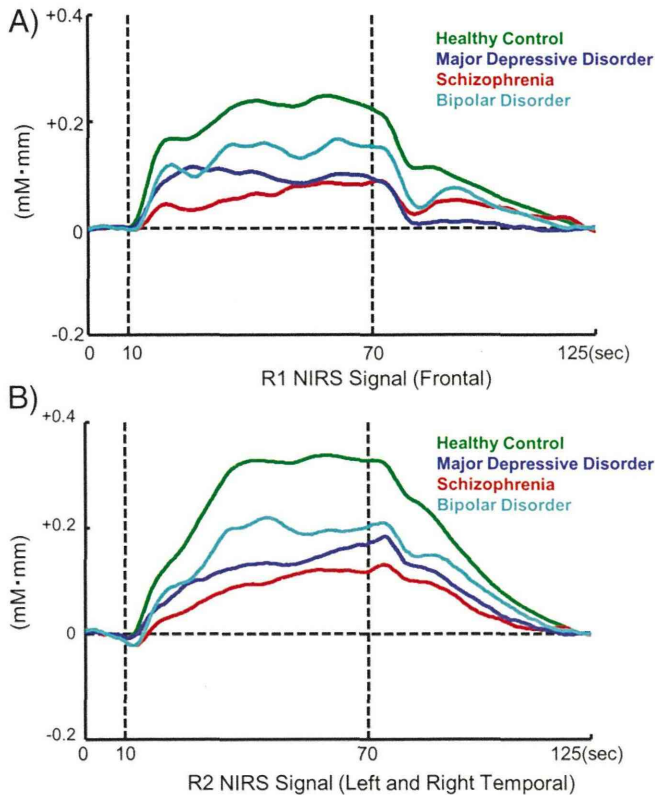 A)
+0.4
+0.2
0
-0.2
(mM·mm)
Healthy Control
Major Depressive Disorder
Schizophrenia
Bipolar Disorder
0 10 70 125(sec)
R1 NIRS Signal (Frontal)
B)
+0.4
+0.2
0
-0.2
(mM·mm)
Healthy Control
Major Depressive Disorder
Schizophrenia
Bipolar Disorder
0 10 70 125(sec)
R2 NIRS Signal (Left and Right Temporal)